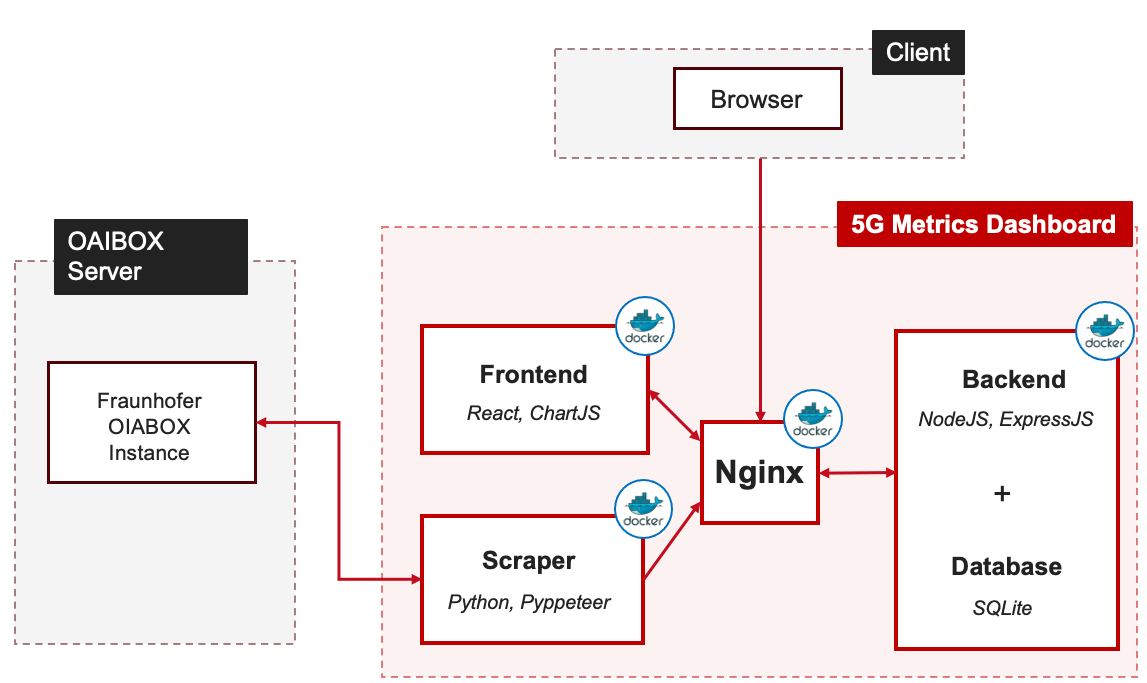 Client
Browser
5G Metrics Dashboard
OAIBOX
Server
Fraunhofer
OIABOX
Instance
docker
Frontend
React, ChartJS
docker
Scraper
Python, Pyppeteer
docker
Nginx
docker
Backend
NodeJS, ExpressJS
+
Database
SQLite